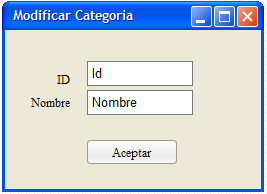 Modificar Categoria
ID Id
Nombre Nombre
Aceptar